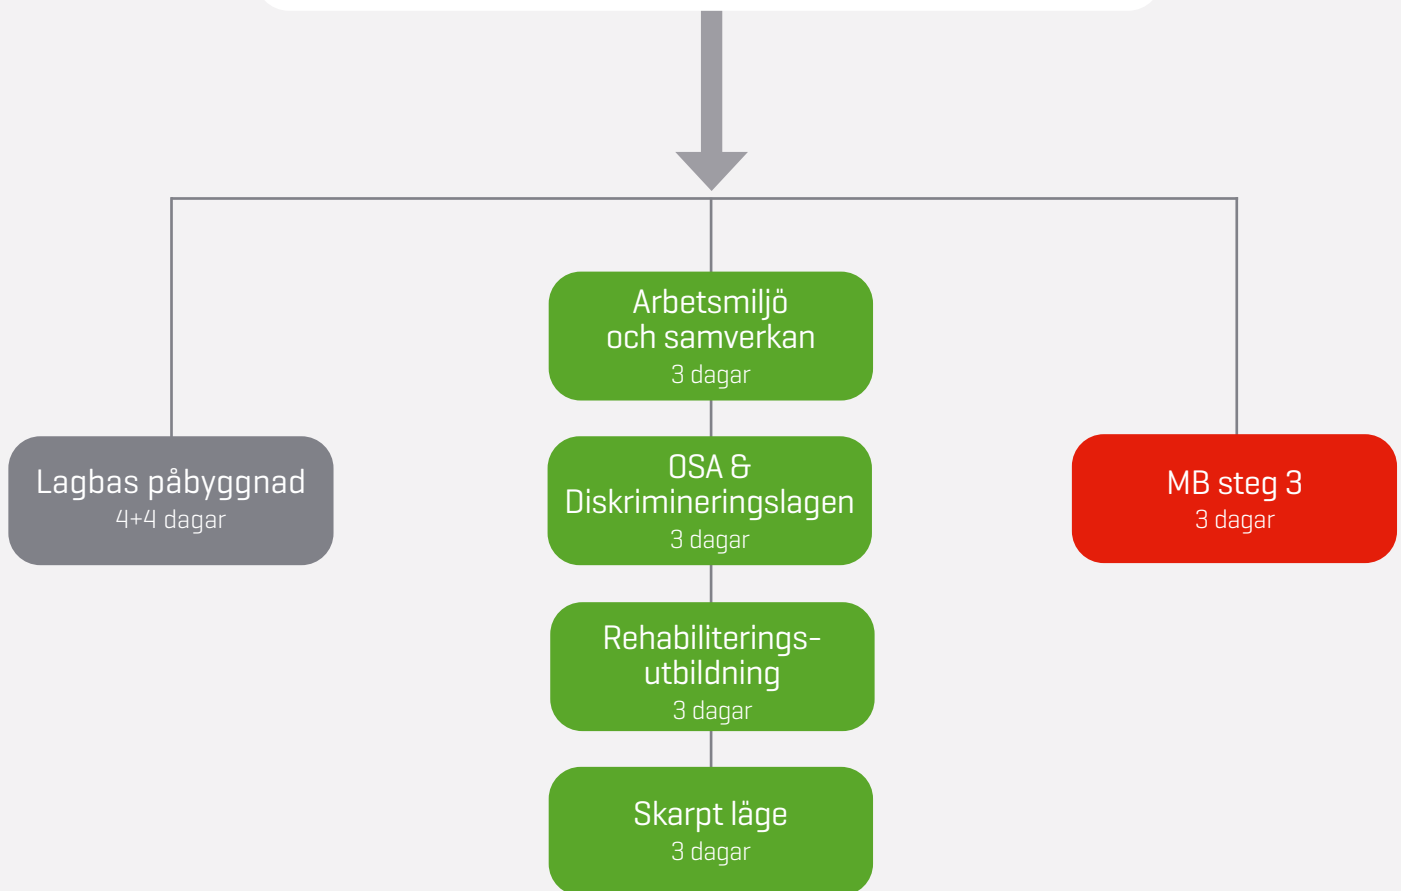 Arbetsmiljö
och samverkan
3 dagar
Lagbas påbyggnad
4+4 dagar
OSA &
Diskrimineringslagen
3 dagar
MB steg 3
3 dagar
Rehabiliterings-
utbildning
3 dagar
Skarpt läge
3 dagar